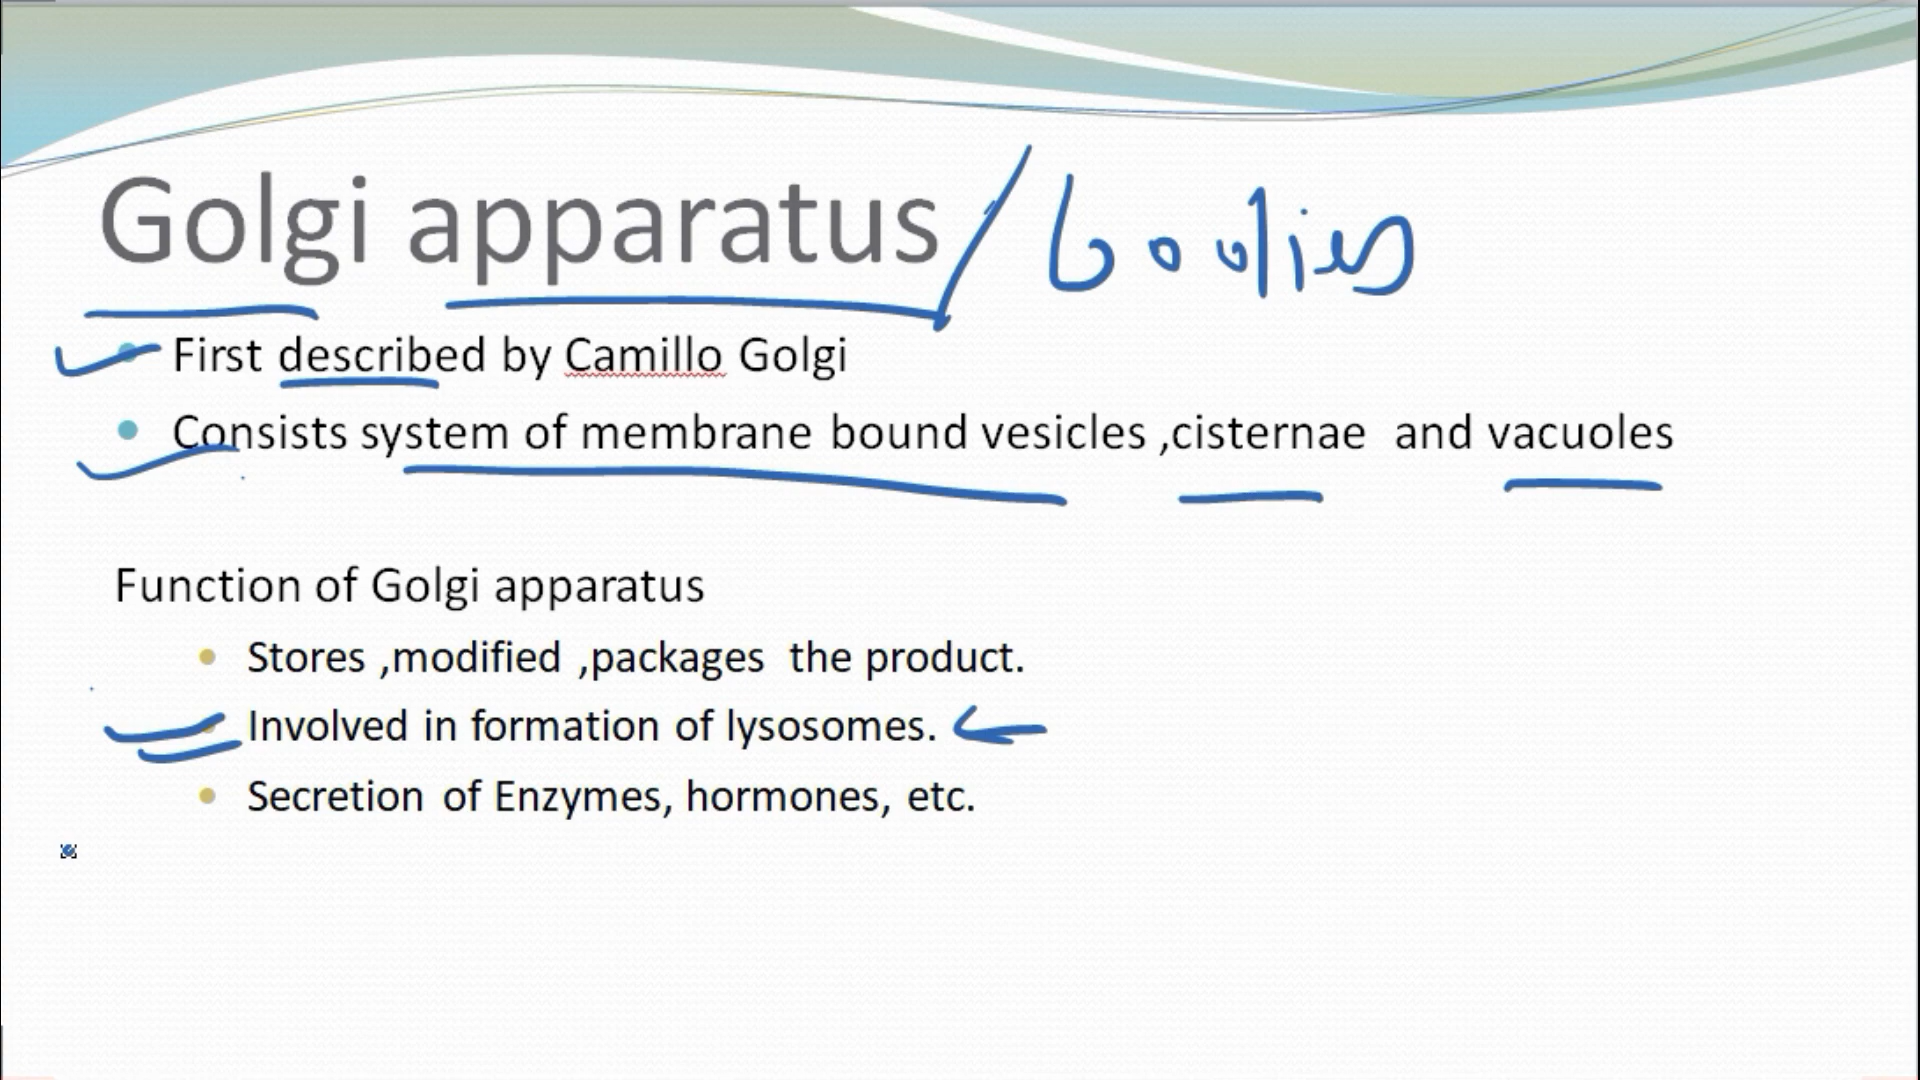 Golgi apparatus / bodies
First described by Camillo Golgi
Consists system of membrane bound vesicles ,cisternae and vacuoles
Function of Golgi apparatus
Stores ,modified ,packages the product.
Involved in formation of lysosomes.
Secretion of Enzymes, hormones, etc.